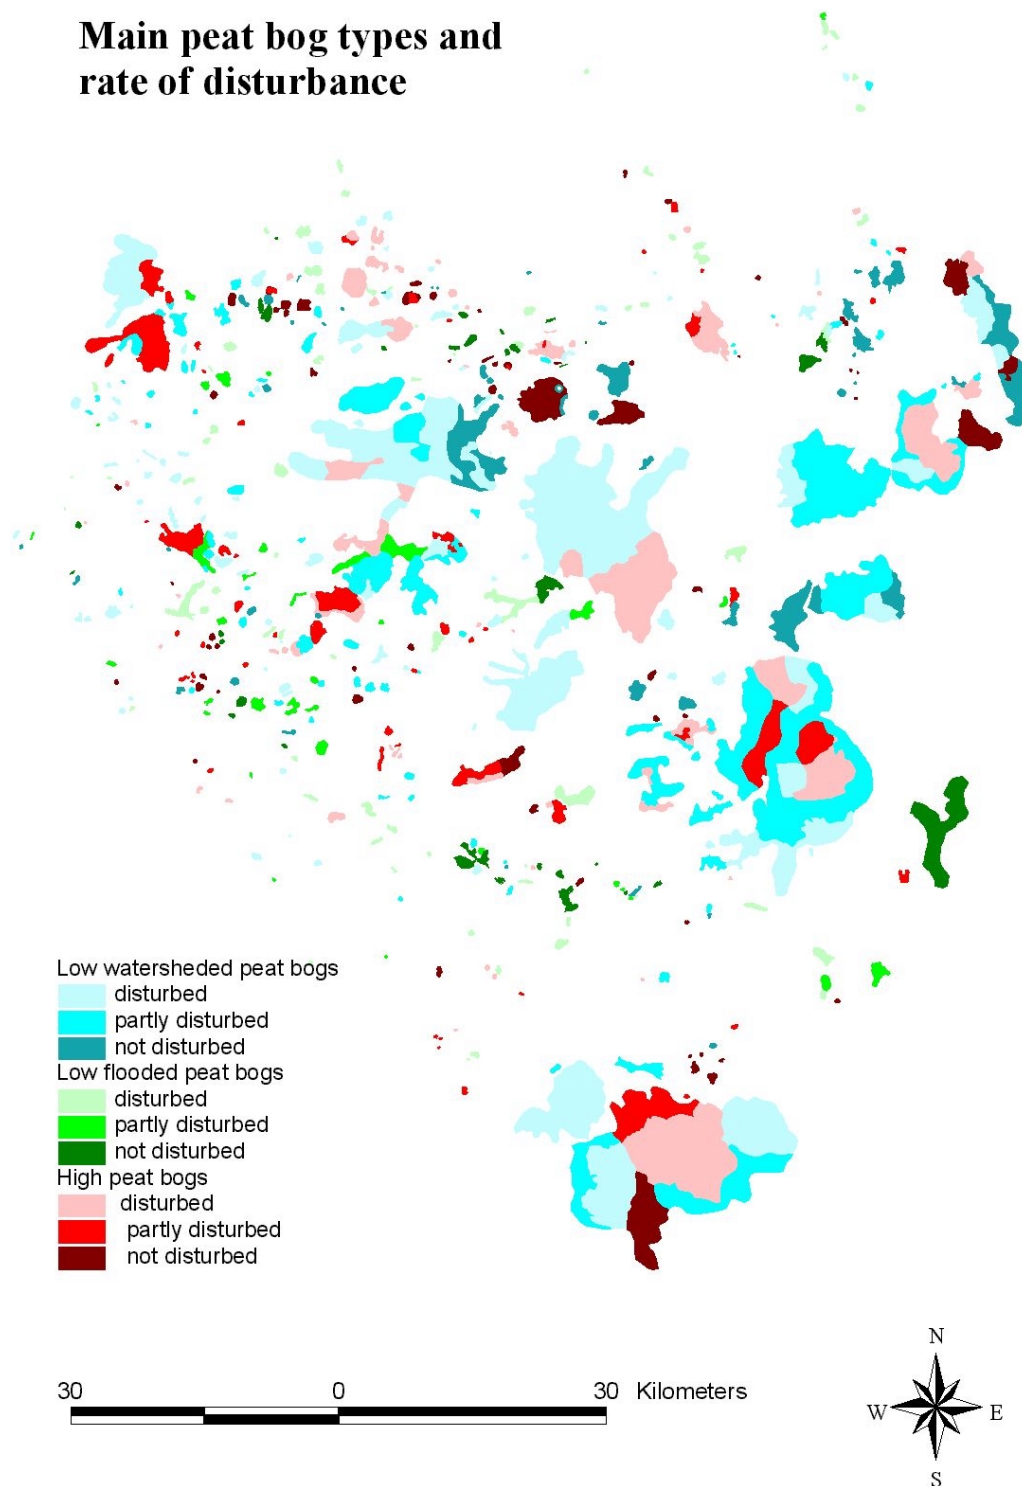 Main peat bog types and
rate of disturbance
Low watersheded peat bogs
disturbed
partly disturbed
not disturbed
Low flooded peat bogs
disturbed
partly disturbed
not disturbed
High peat bogs
disturbed
partly disturbed
not disturbed
30 0 30 Kilometers
N
W E
S